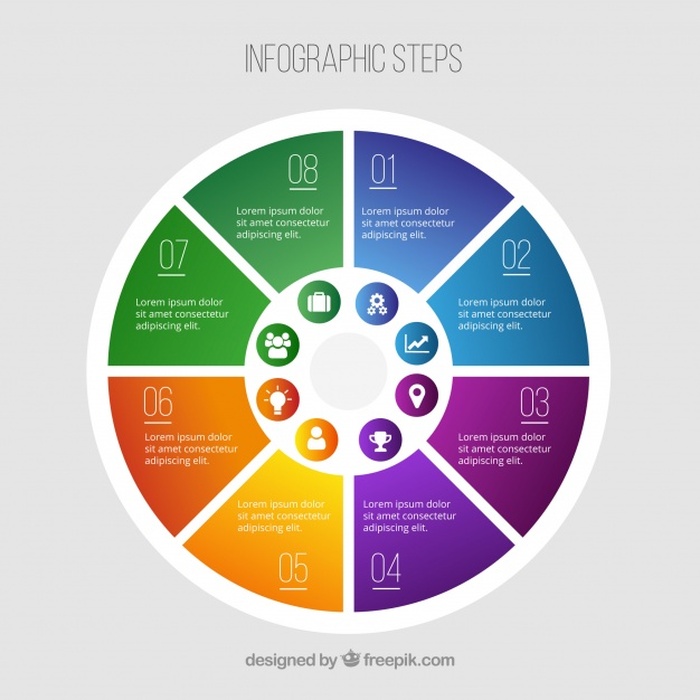 INFOGRAPHIC STEPS
01
Lorem ipsum dolor
sit amet consectetur
adipiscing elit.
02
Lorem ipsum dolor
sit amet consectetur
adipiscing elit.
03
Lorem ipsum dolor
sit amet consectetur
adipiscing elit.
04
Lorem ipsum dolor
sit amet consectetur
adipiscing elit.
05
Lorem ipsum dolor
sit amet consectetur
adipiscing elit.
06
Lorem ipsum dolor
sit amet consectetur
adipiscing elit.
07
Lorem ipsum dolor
sit amet consectetur
adipiscing elit.
08
Lorem ipsum dolor
sit amet consectetur
adipiscing elit.
designed by freepik.com